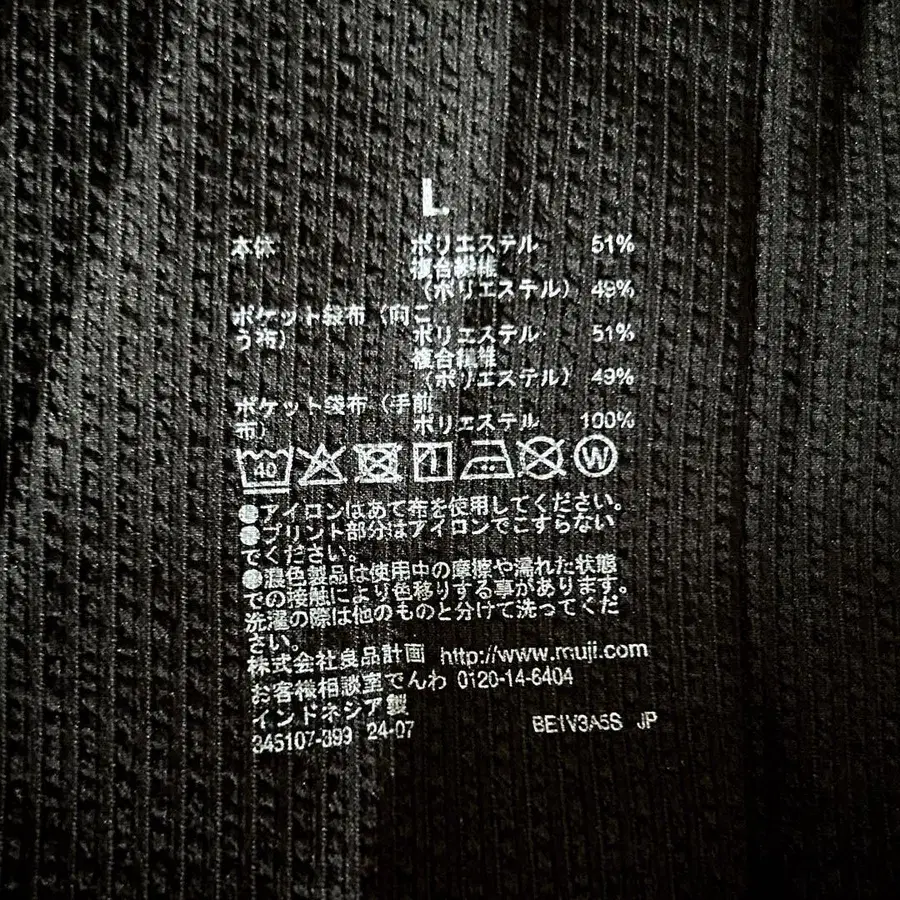 L
本体 ポリエステル 51%
複合繊維
(ポリエステル) 49%
ポケット袋布(向こ
う布) ポリエステル 51%
複合繊維
(ポリエステル) 49%
ポケット袋布(手前
布) ポリエステル 100%
40 W
●アイロンはあて布を使用してください。
●プリント部分はアイロンでこすらない
でください。
●濃色製品は使用中の摩擦や濡れた状態
での接触により色移りする事があります。
洗濯の際は他のものと分けて洗ってくだ
さい。
株式会社良品計画 http://www.muji.com
お客様相談室でんわ 0120-14-6404
インドネシア製
345107-393 24-07 BE1V3A5S JP